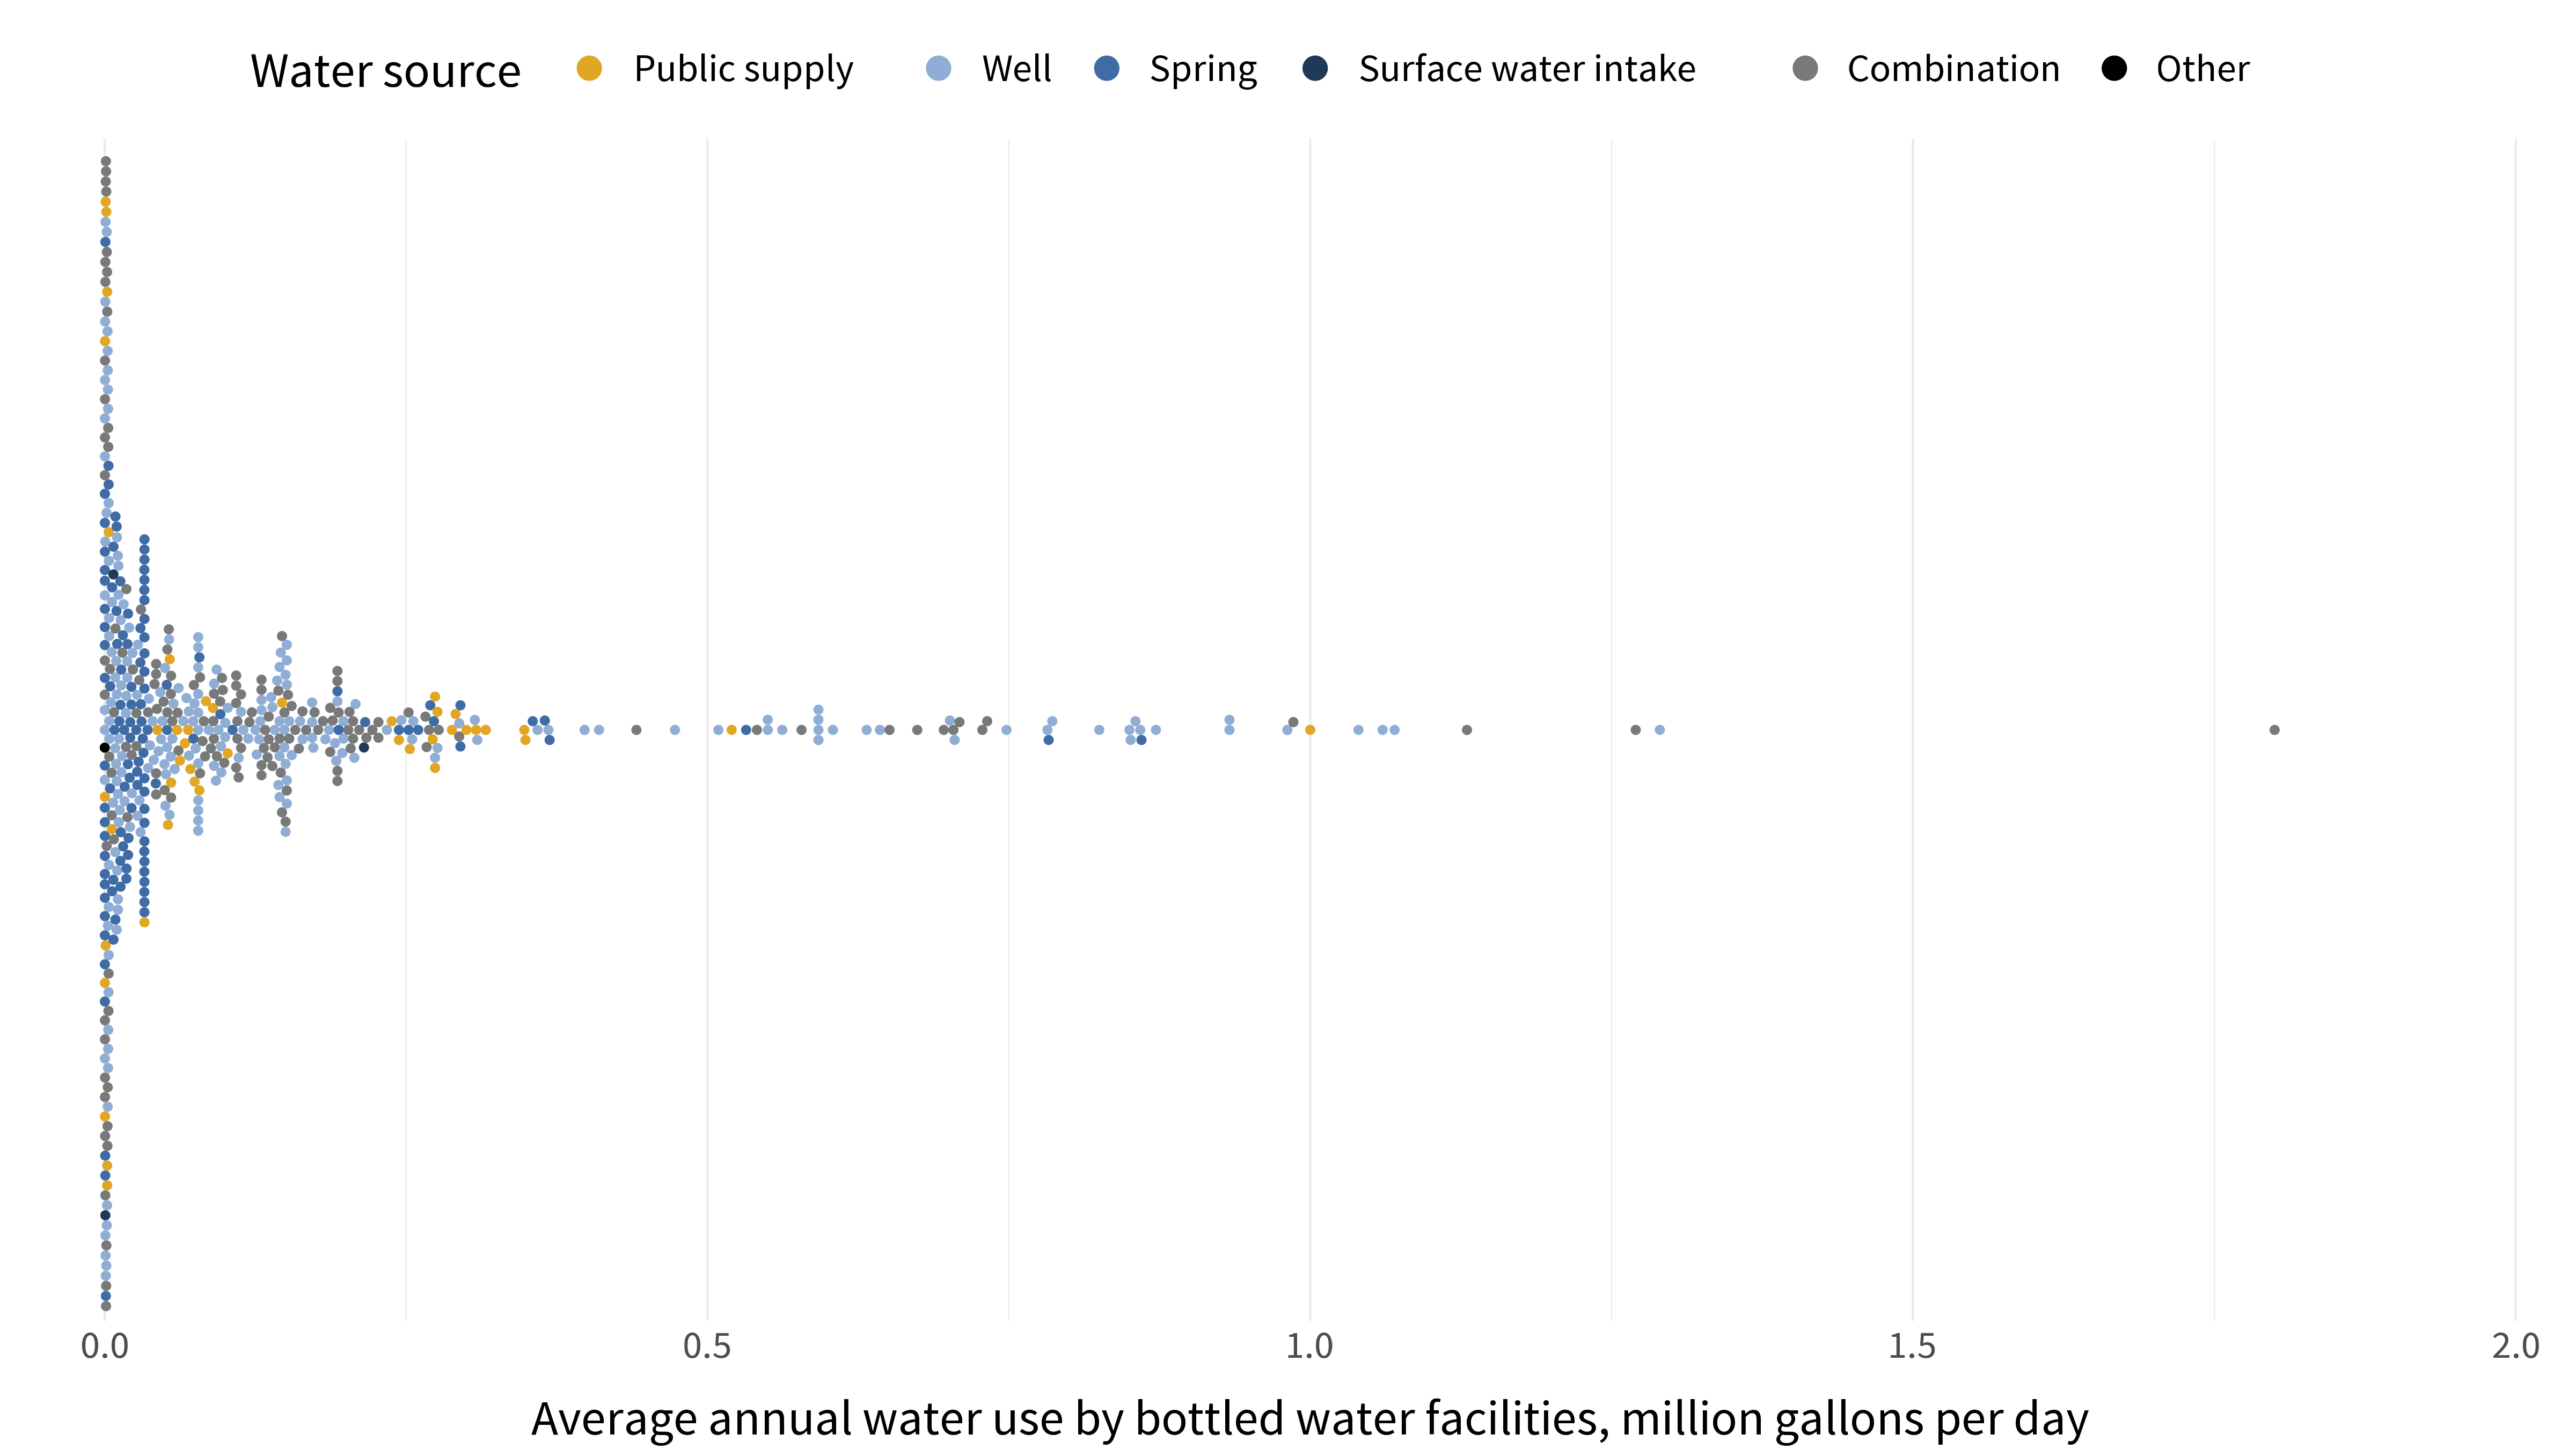 Water source Public supply Well Spring Surface water intake Combination Other
0.0 0.5 1.0 1.5 2.0
Average annual water use by bottled water facilities, million gallons per day